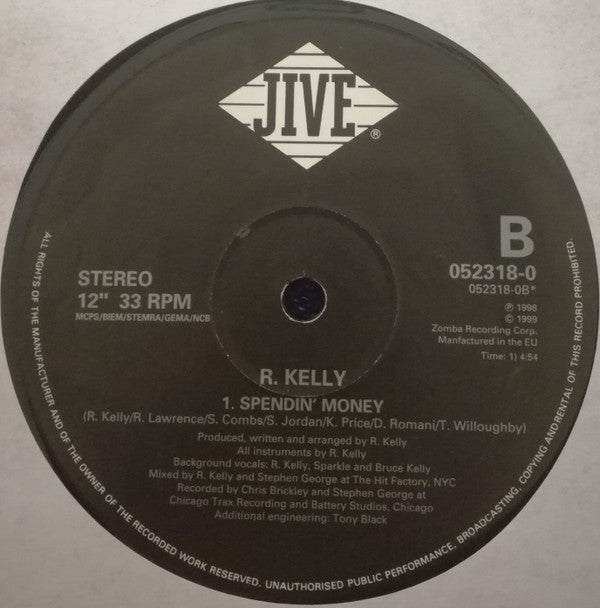 JIVE
®
B
052318-0
052318-0B*
℗ 1998
© 1999
Zomba Recording Corp.
Manfactured in the EU
Time: 1) 4:54
STEREO
12" 33 RPM
MCPS/BIEM/STEMRA/GEMA/NCB
R. KELLY
1. SPENDIN' MONEY
(R. Kelly/R. Lawrence/S. Combs/S. Jordan/K. Price/D. Romani/T. Willoughby)
Produced, written and arranged by R. Kelly
All instruments by R. Kelly
Background vocals: R. Kelly, Sparkle and Bruce Kelly
Mixed by R. Kelly and Stephen George at The Hit Factory, NYC
Recorded by Chris Brickley and Stephen George at
Chicago Trax Recording and Battery Studios, Chicago
Additional engineering: Tony Black
ALL RIGHTS OF THE MANUFACTURER AND OF THE OWNER OF THE RECORDED WORK RESERVED. UNAUTHORISED PUBLIC PERFORMANCE, BROADCASTING, COPYING ANDRENTAL OF THIS RECORD PROHIBITED.